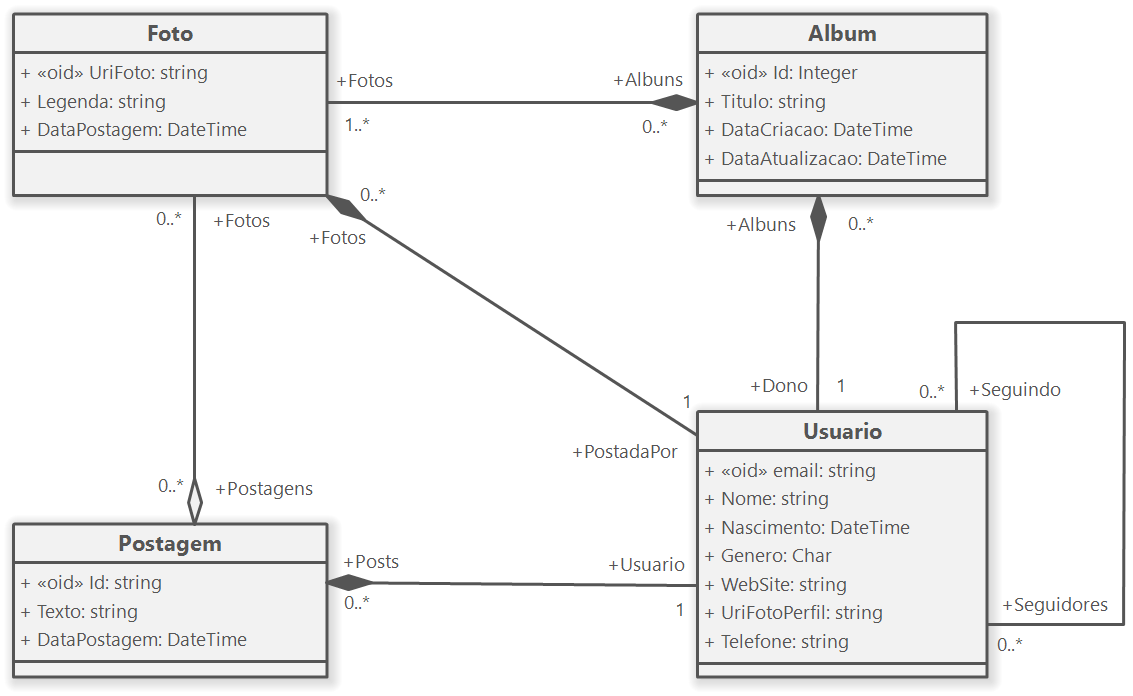 Foto
+ «oid» UriFoto: string
+ Legenda: string
+ DataPostagem: DateTime
Album
+ «oid» Id: Integer
+ Titulo: string
+ DataCriacao: DateTime
+ DataAtualizacao: DateTime
+Fotos
1..*
+Albuns
0..*
0..*
+Fotos
0..*
+Fotos
+Albuns
0..*
+Dono
1
0..*
+Seguindo
1
+PostadaPor
0..*
+Postagens
Postagem
+ «oid» Id: string
+ Texto: string
+ DataPostagem: DateTime
+Posts
0..*
+Usuario
1
Usuario
+ «oid» email: string
+ Nome: string
+ Nascimento: DateTime
+ Genero: Char
+ WebSite: string
+ UriFotoPerfil: string
+ Telefone: string
+Seguidores
0..*